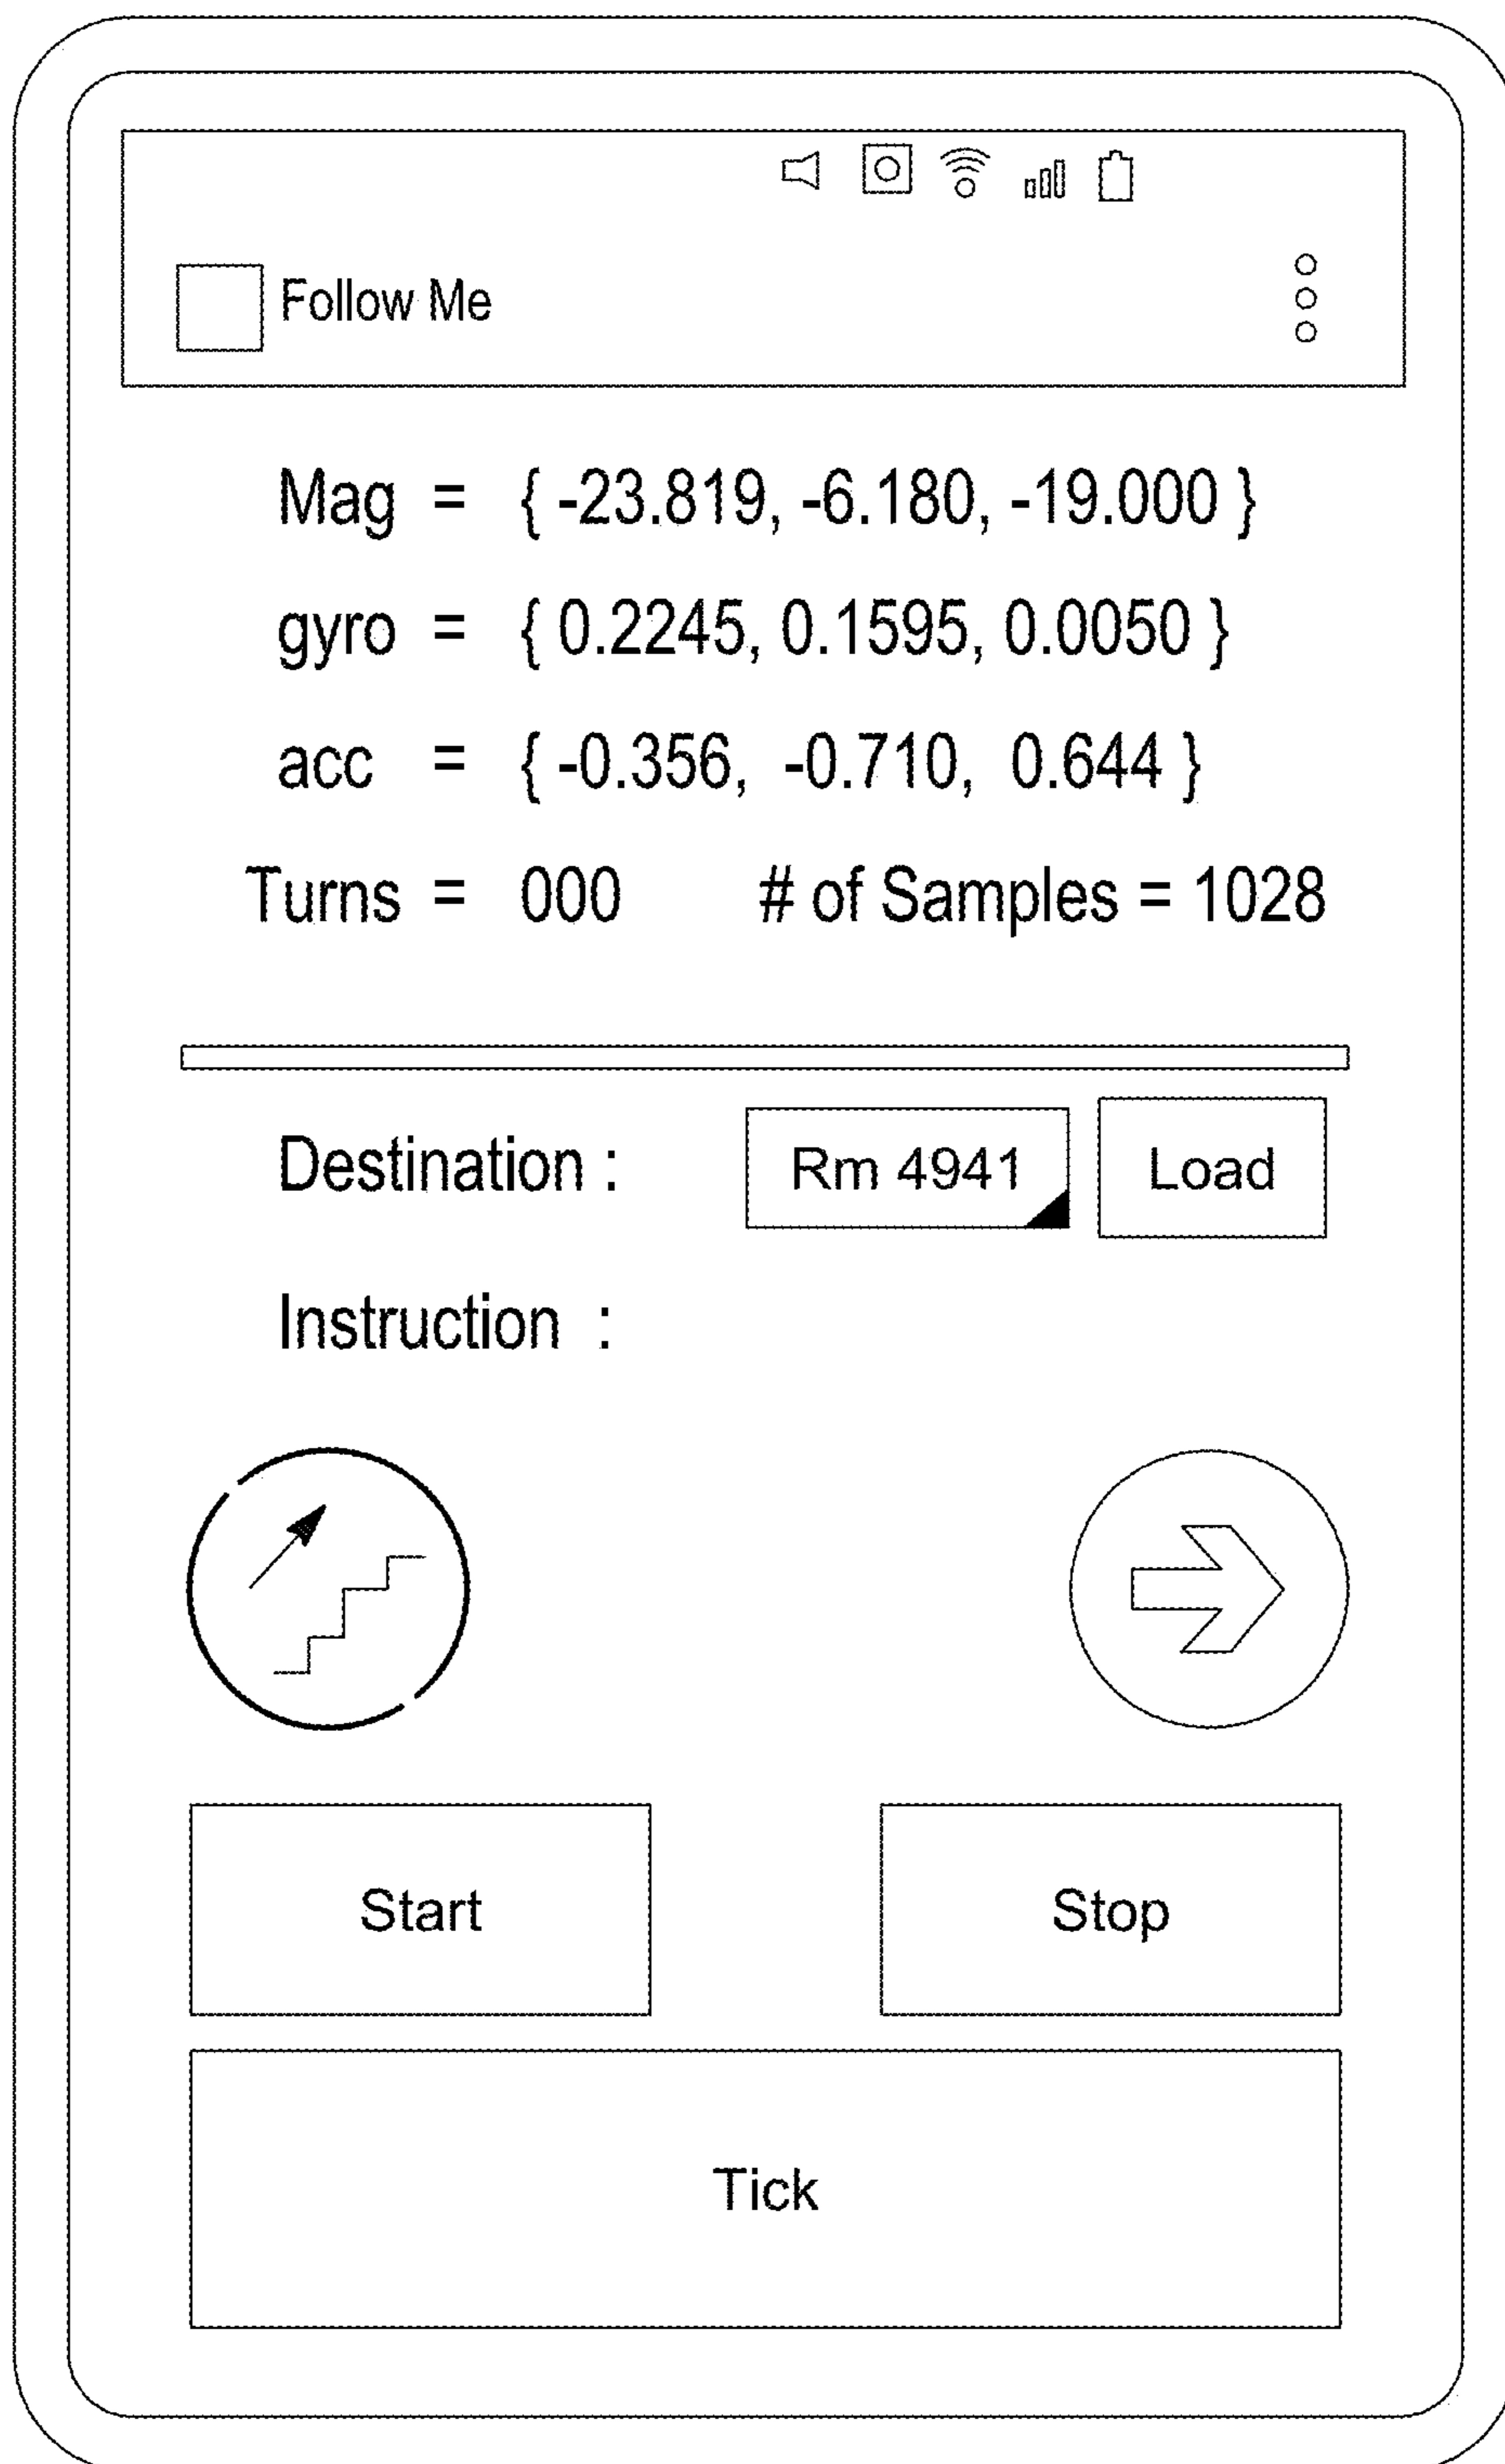 Follow Me
Mag = { -23.819, -6.180, -19.000 }
gyro = { 0.2245, 0.1595, 0.0050 }
acc = { -0.356, -0.710, 0.644 }
Turns = 000 # of Samples = 1028
Destination : Rm 4941 Load
Instruction :
Start Stop
Tick